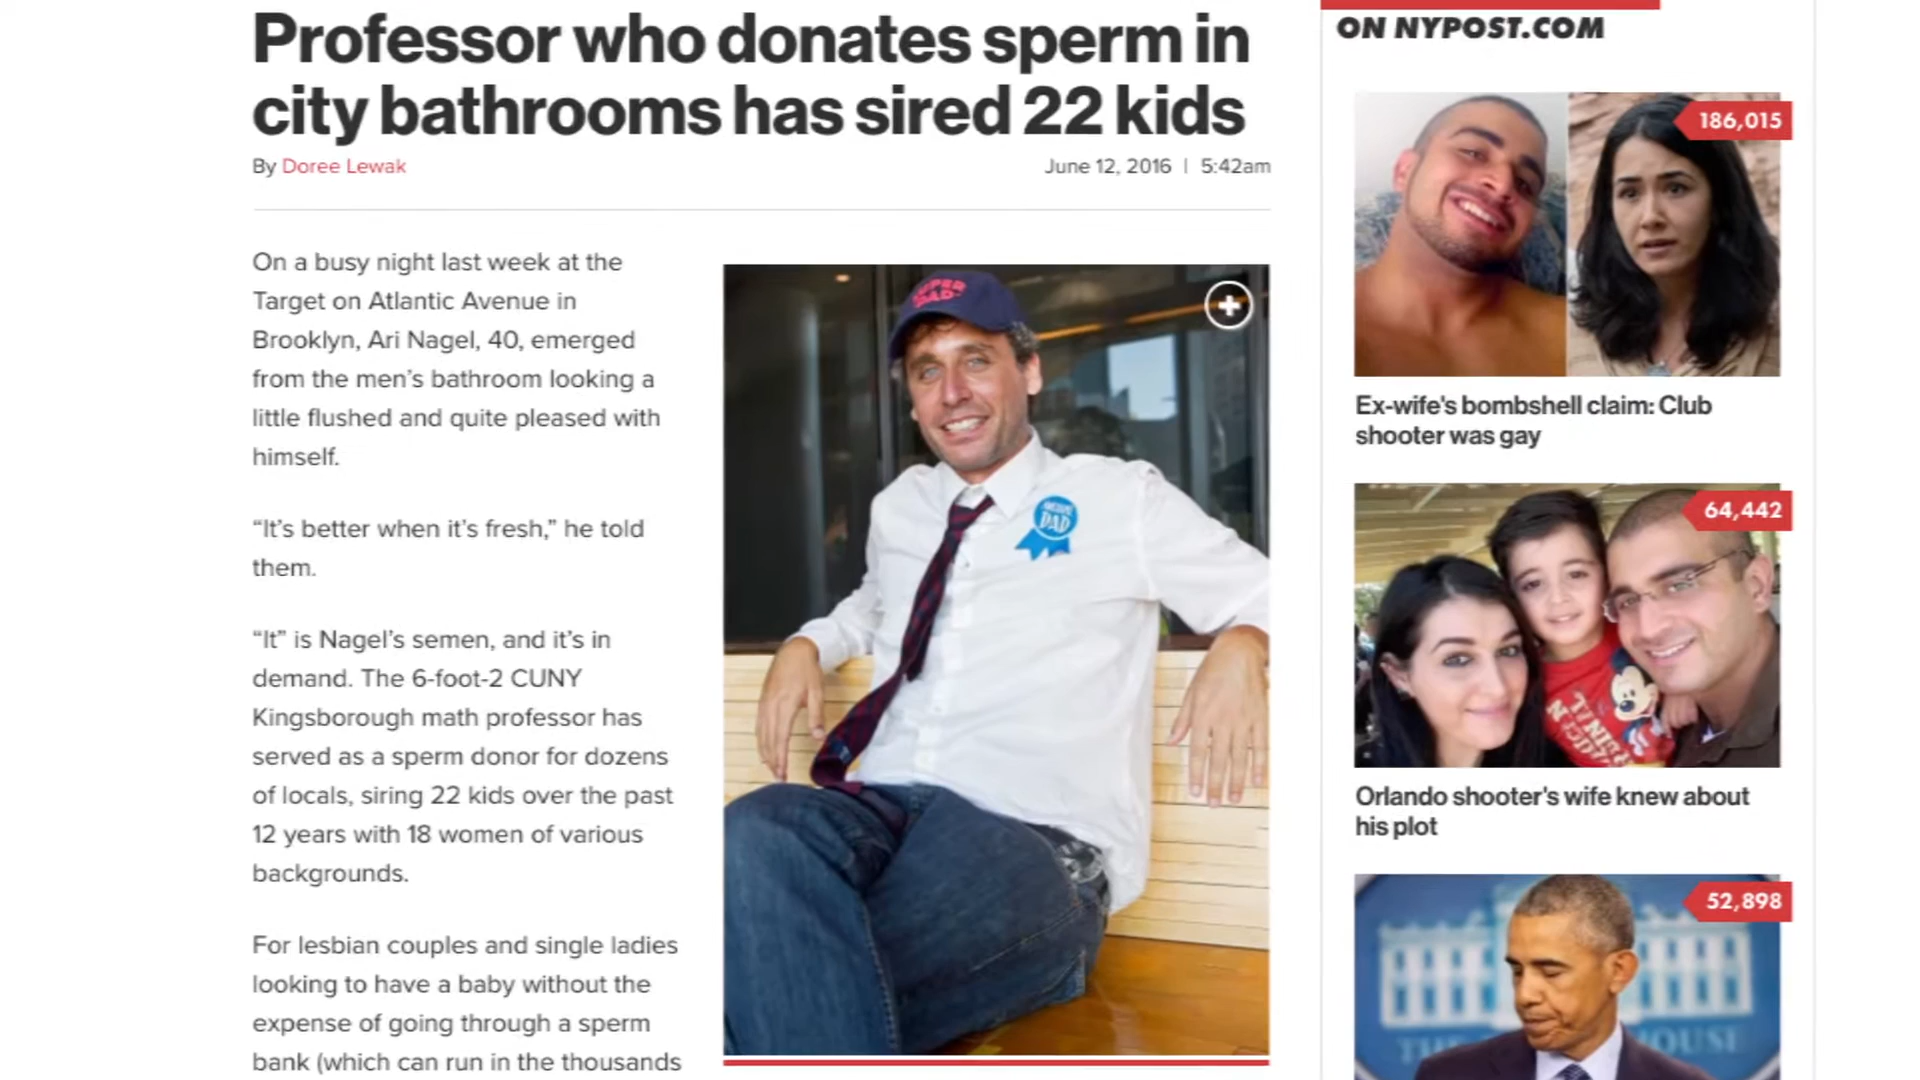 Professor who donates sperm in
city bathrooms has sired 22 kids
By Doree Lewak
June 12, 2016 | 5:42am
On a busy night last week at the
Target on Atlantic Avenue in
Brooklyn, Ari Nagel, 40, emerged
from the men’s bathroom looking a
little flushed and quite pleased with
himself.
“It’s better when it’s fresh,” he told
them.
“It” is Nagel’s semen, and it’s in
demand. The 6-foot-2 CUNY
Kingsborough math professor has
served as a sperm donor for dozens
of locals, siring 22 kids over the past
12 years with 18 women of various
backgrounds.
For lesbian couples and single ladies
looking to have a baby without the
expense of going through a sperm
bank (which can run in the thousands
SUPER
DAD
DAD
ON NYPOST.COM
186,015
Ex-wife's bombshell claim: Club
shooter was gay
64,442
Orlando shooter's wife knew about
his plot
52,898